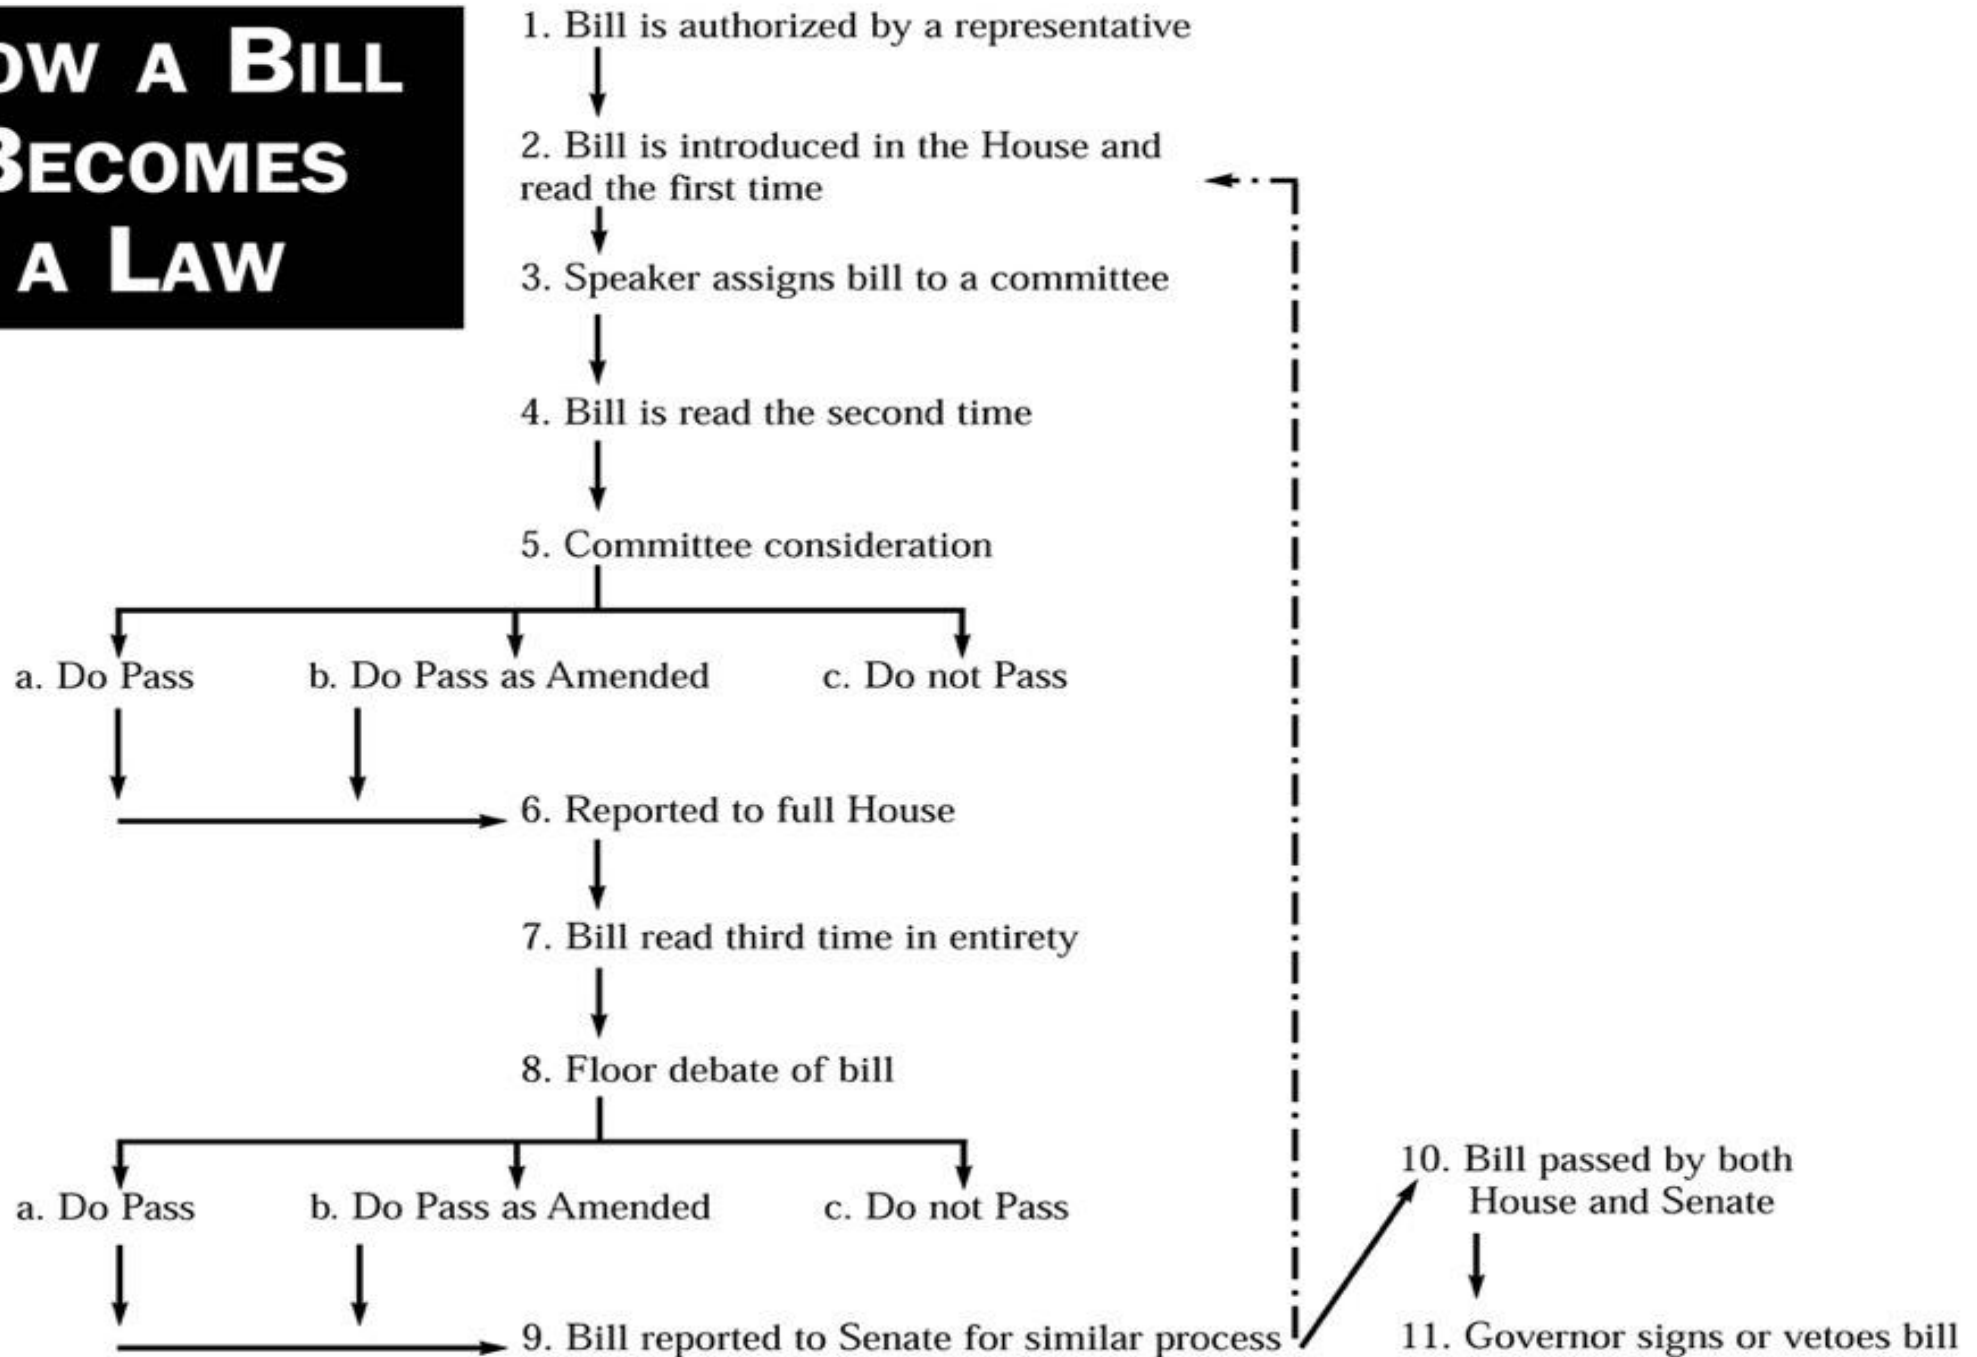 OW A BILL
BECOMES
A LAW
1. Bill is authorized by a representative
2. Bill is introduced in the House and
read the first time
3. Speaker assigns bill to a committee
4. Bill is read the second time
5. Committee consideration
a. Do Pass
b. Do Pass as Amended
c. Do not Pass
6. Reported to full House
7. Bill read third time in entirety
8. Floor debate of bill
a. Do Pass
b. Do Pass as Amended
c. Do not Pass
9. Bill reported to Senate for similar process
10. Bill passed by both
House and Senate
11. Governor signs or vetoes bill